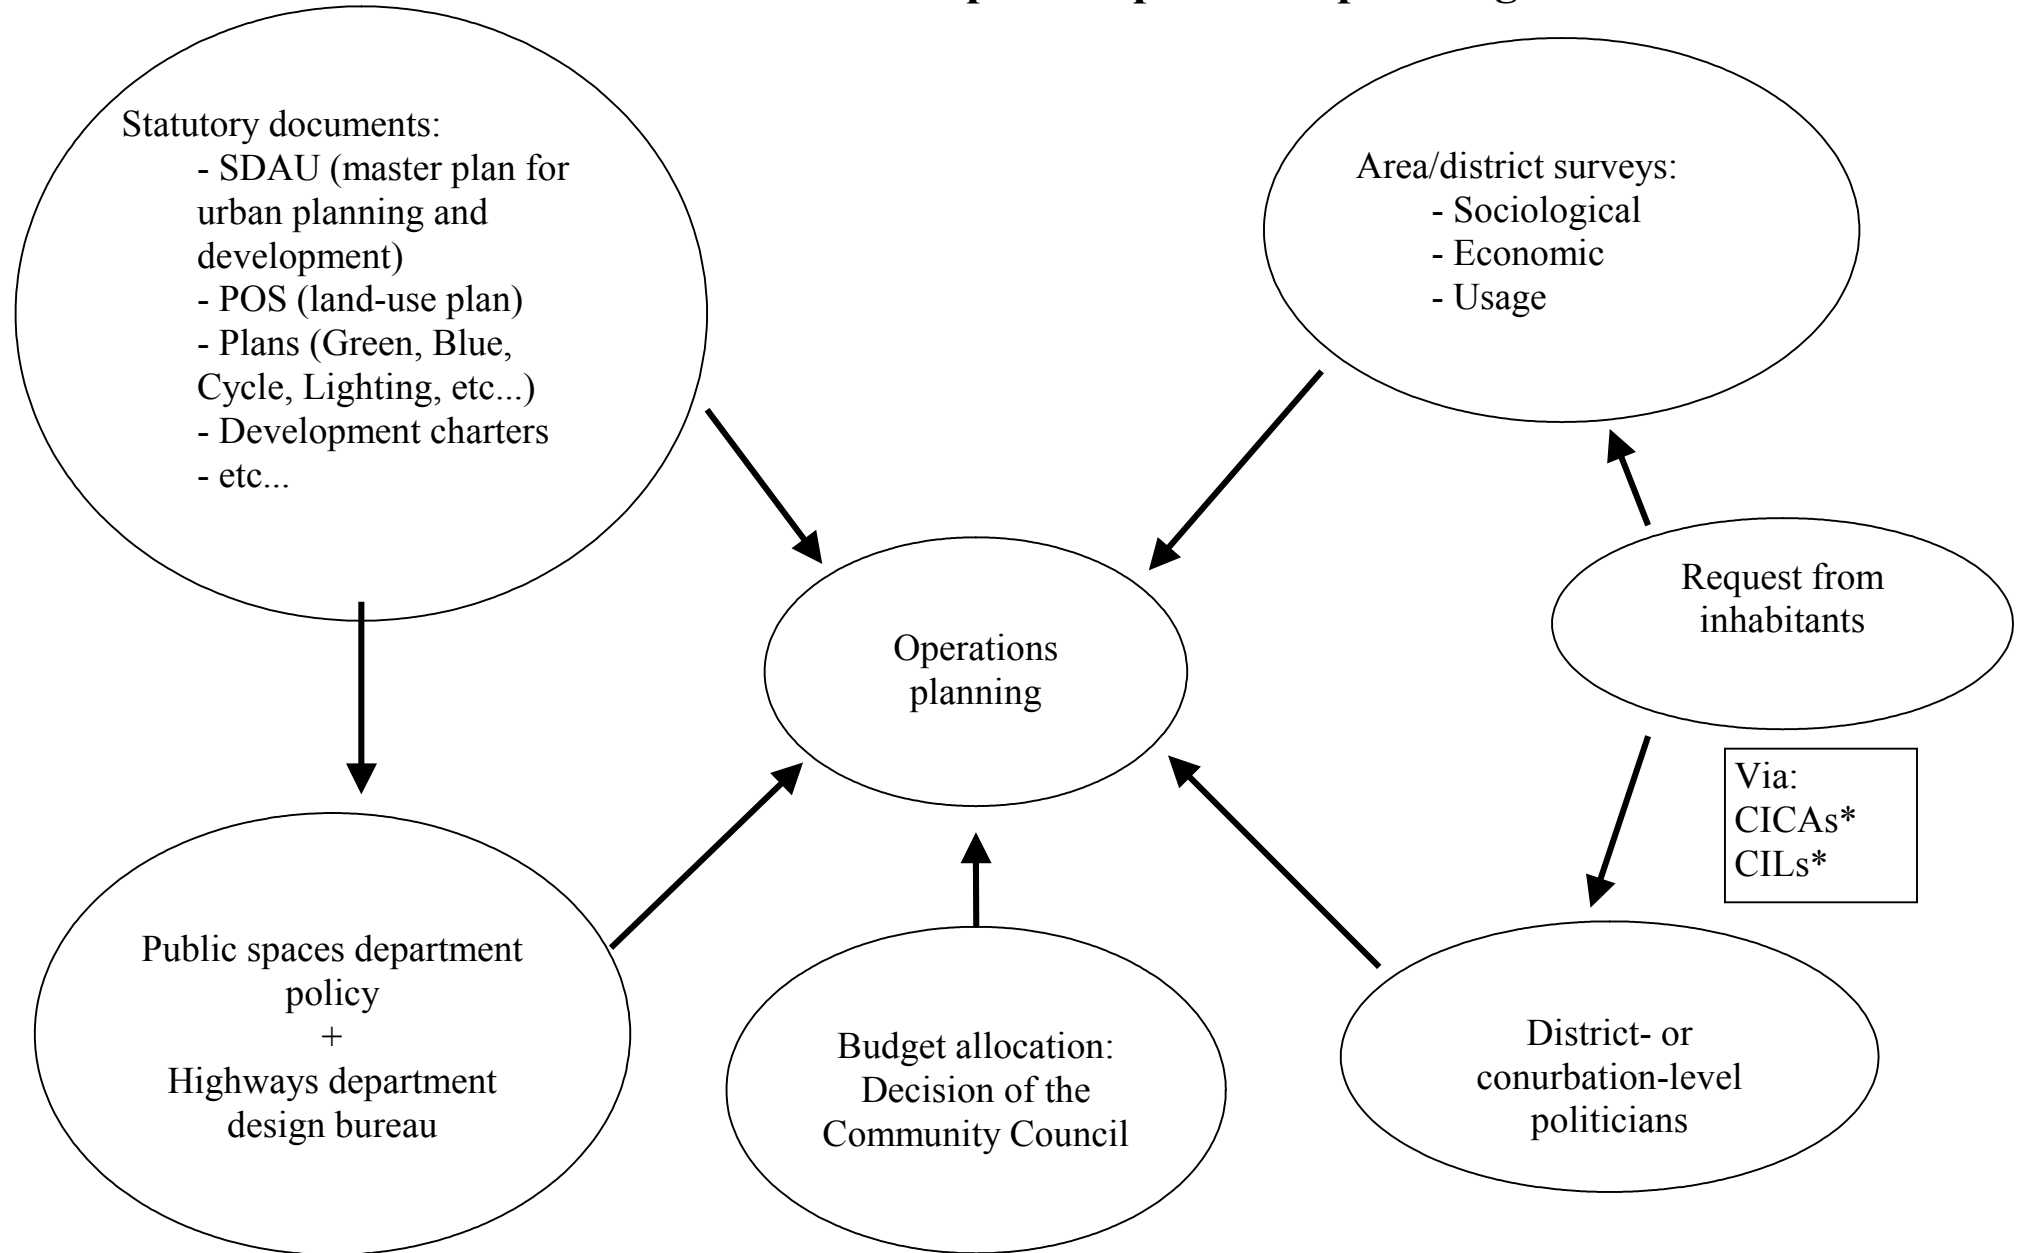 Statutory documents:
- SDAU (master plan for
urban planning and
development)
- POS (land-use plan)
- Plans (Green, Blue,
Cycle, Lighting, etc...)
- Development charters
- etc...
Area/district surveys:
- Sociological
- Economic
- Usage
Request from
inhabitants
Operations
planning
Via:
CICAs*
CILs*
Public spaces department
policy
+
Highways department
design bureau
Budget allocation:
Decision of the
Community Council
District- or
conurbation-level
politicians